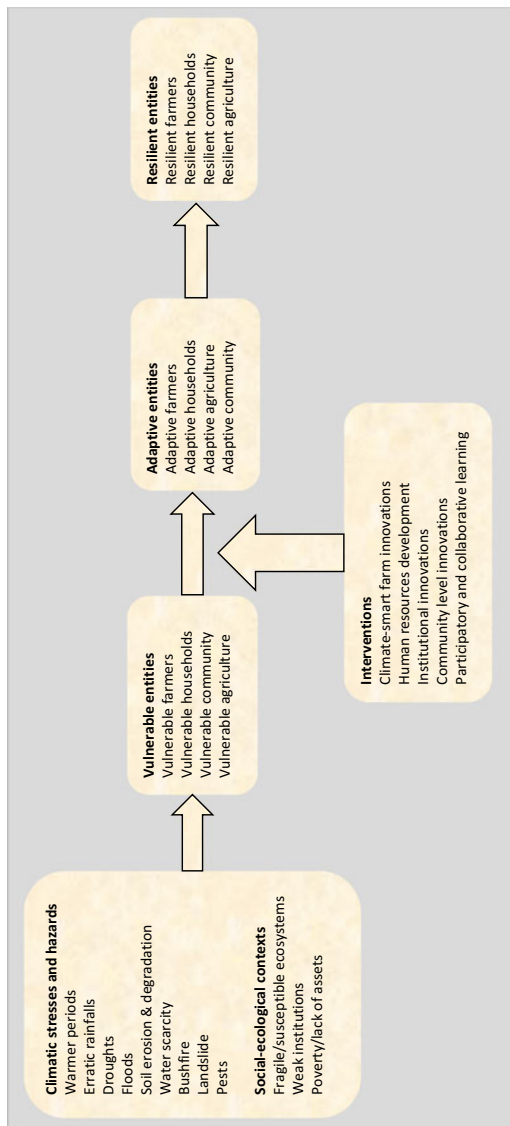 Climatic stresses and hazards
Warmer periods
Erratic rainfalls
Droughts
Floods
Soil erosion & degradation
Water scarcity
Bushfire
Landslide
Pests
Social-ecological contexts
Fragile/susceptible ecosystems
Weak institutions
Poverty/lack of assets
Vulnerable entities
Vulnerable farmers
Vulnerable households
Vulnerable community
Vulnerable agriculture
Interventions
Climate-smart farm innovations
Human resources development
Institutional innovations
Community level innovations
Participatory and collaborative learning
Adaptive entities
Adaptive farmers
Adaptive households
Adaptive agriculture
Adaptive community
Resilient entities
Resilient farmers
Resilient households
Resilient community
Resilient agriculture